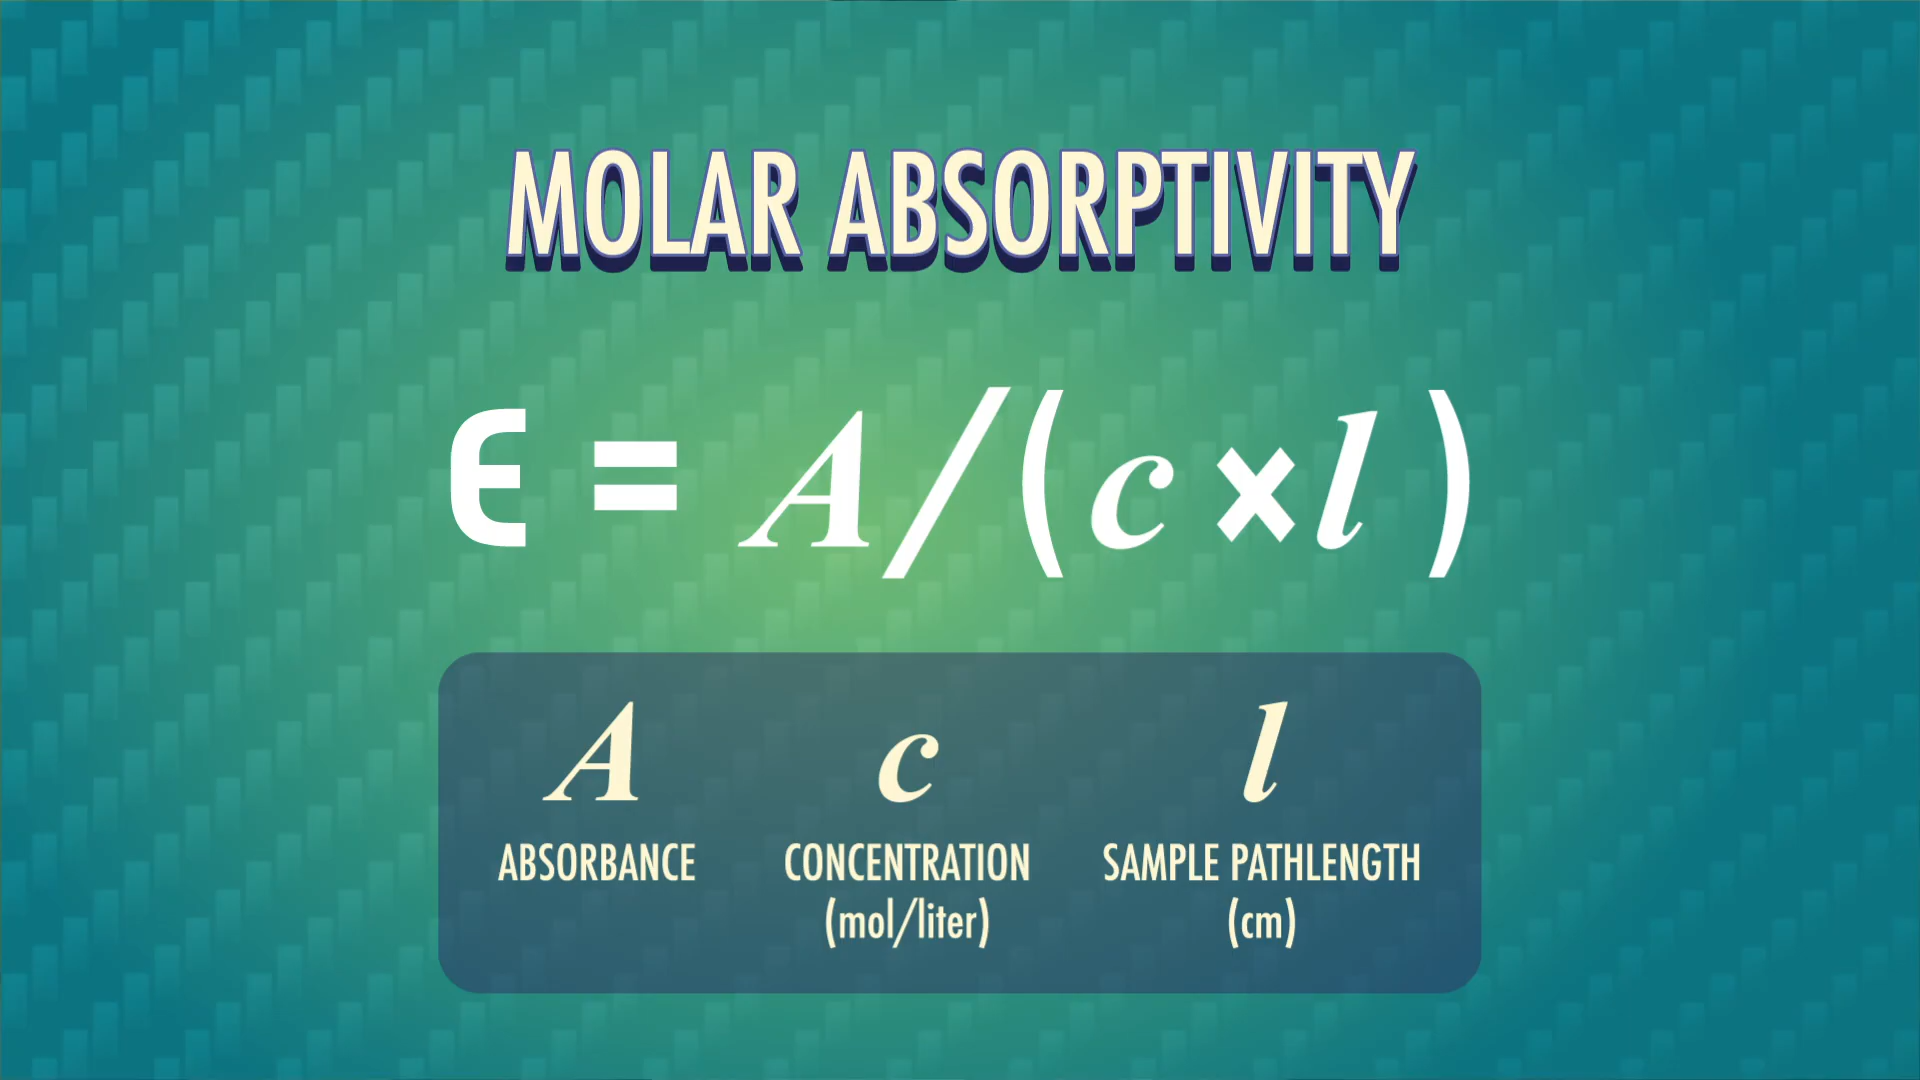 MOLAR ABSORPTIVITY
ϵ = A/(c×l)
A c l
ABSORBANCE CONCENTRATION SAMPLE PATHLENGTH
(mol/liter) (cm)